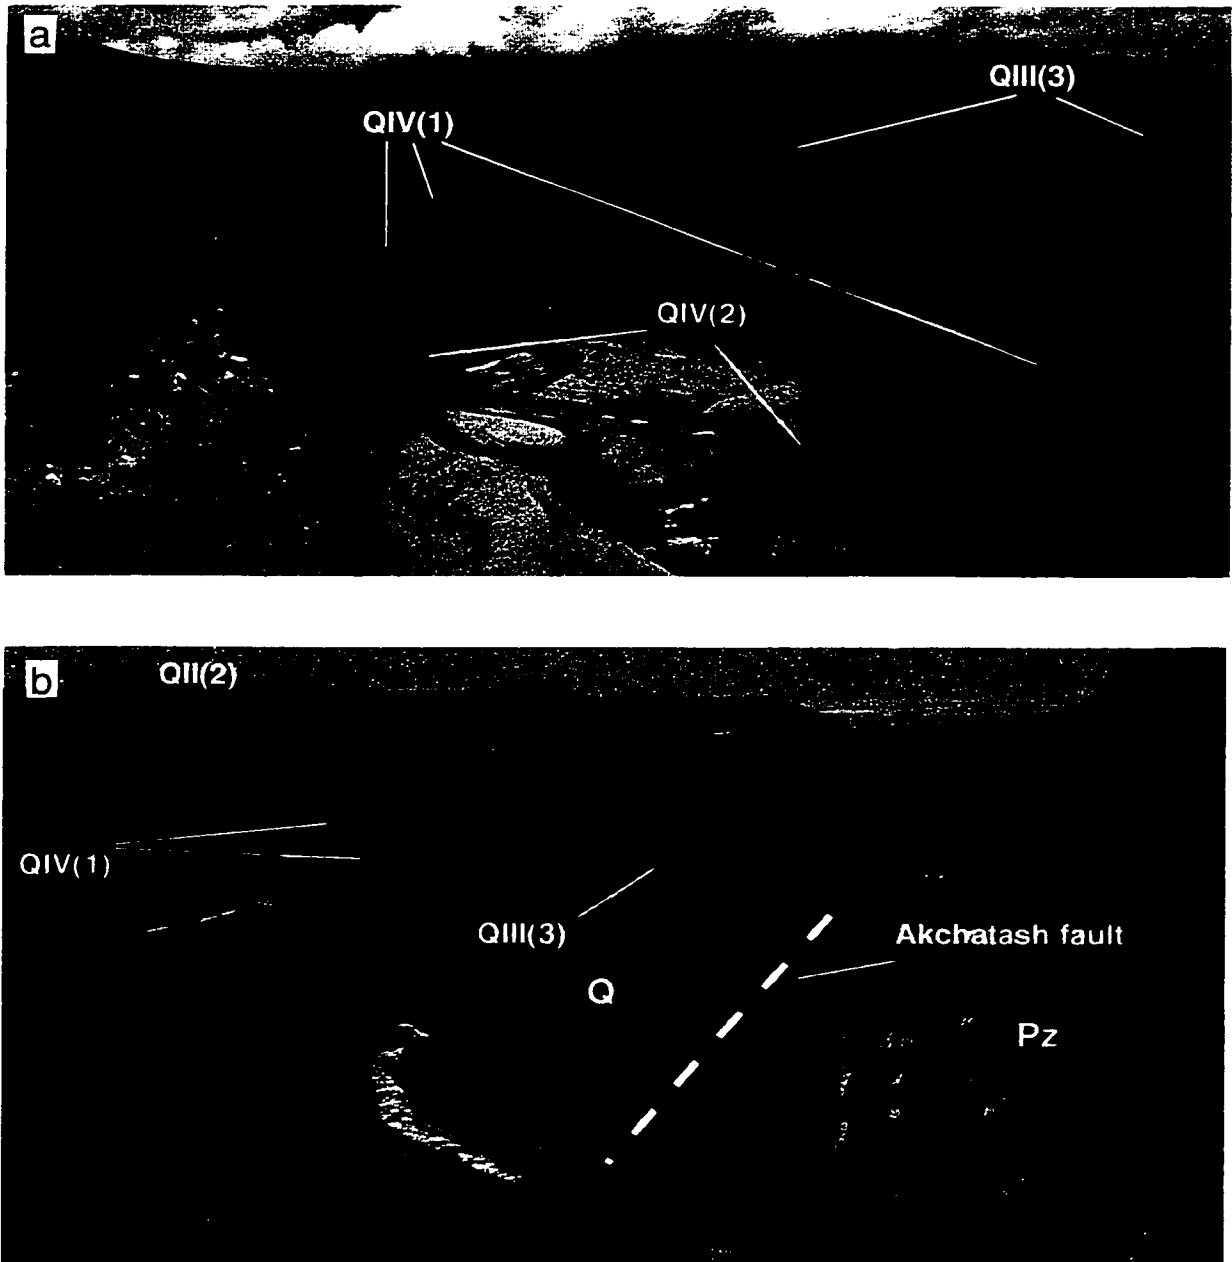 a
QIII(3)
QIV(1)
QIV(2)
b
QII(2)
QIV(1)
QIII(3)
Akchatash fault
Q
Pz